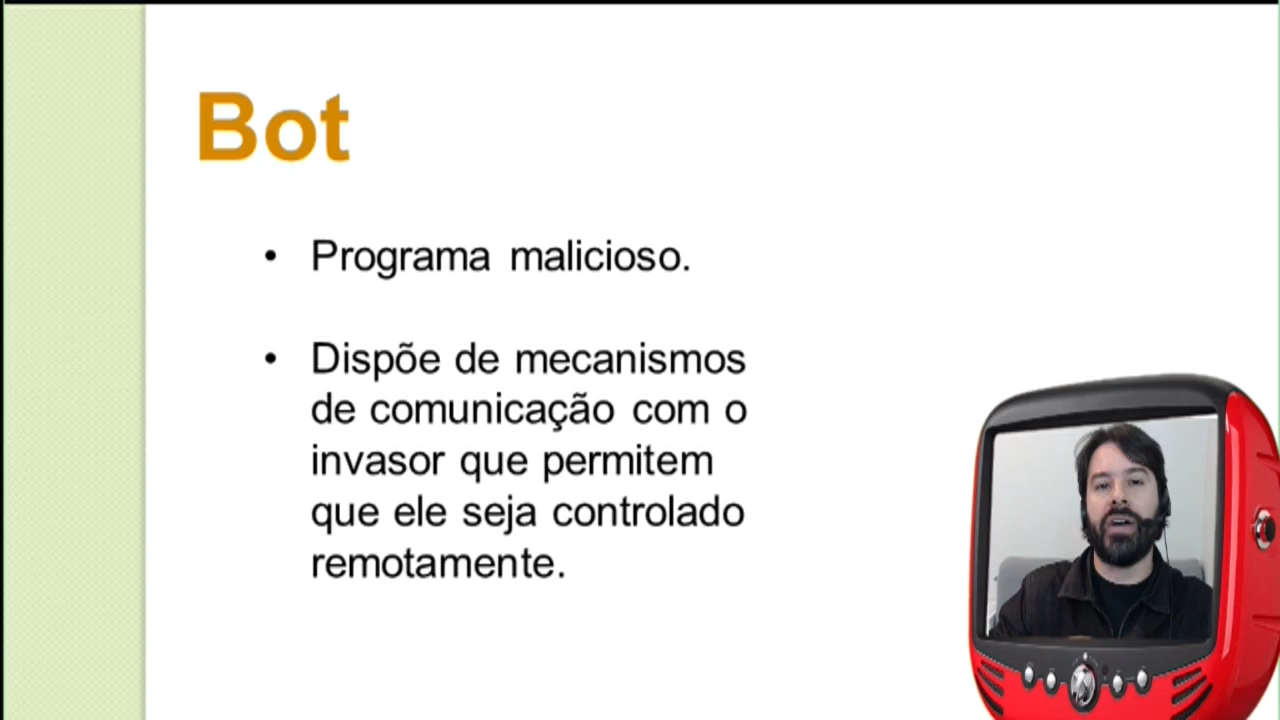 Bot
• Programa malicioso.
• Dispõe de mecanismos
de comunicação com o
invasor que permitem
que ele seja controlado
remotamente.